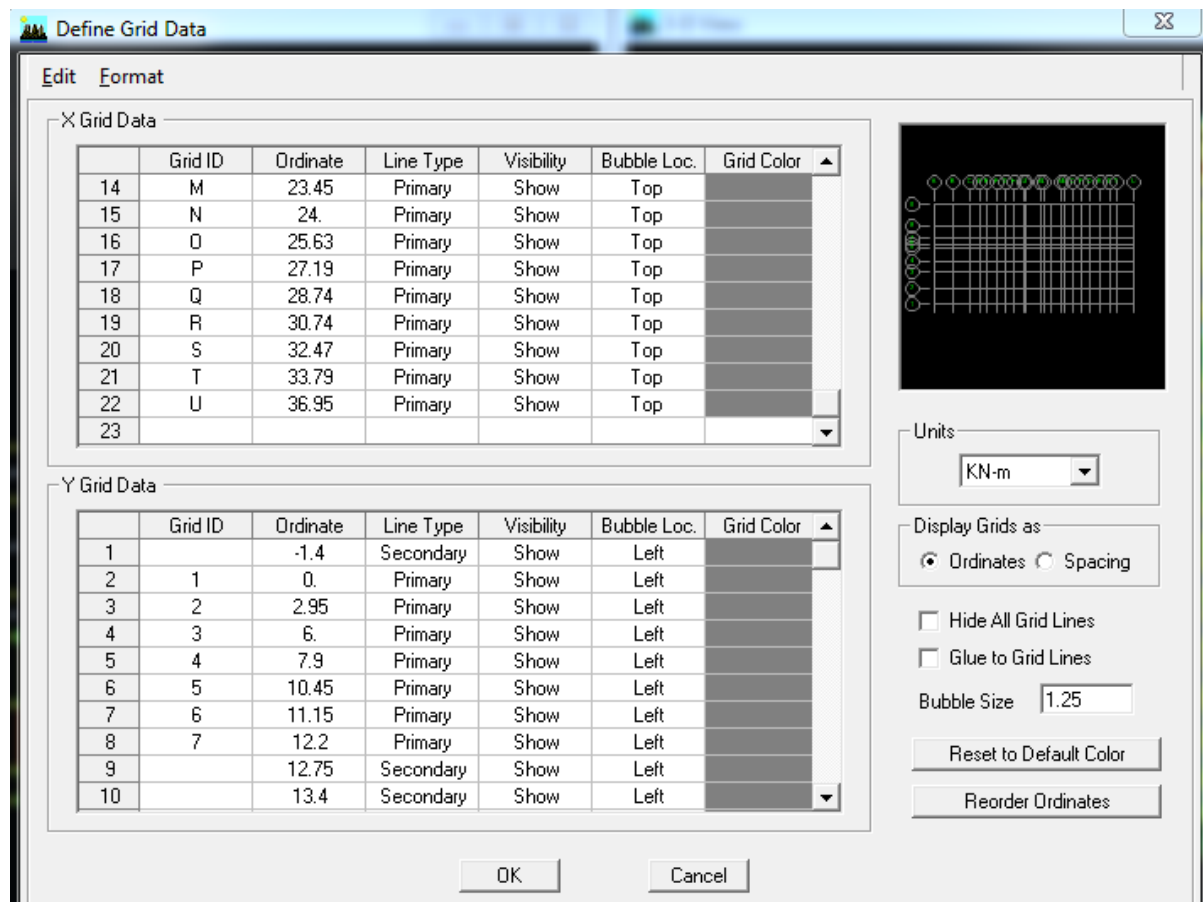 Define Grid Data
Edit Format
X Grid Data
Grid ID Ordinate Line Type Visibility Bubble Loc. Grid Color
14 M 23.45 Primary Show Top
15 N 24. Primary Show Top
16 O 25.63 Primary Show Top
17 P 27.19 Primary Show Top
18 Q 28.74 Primary Show Top
19 R 30.74 Primary Show Top
20 S 32.47 Primary Show Top
21 T 33.79 Primary Show Top
22 U 36.95 Primary Show Top
23
Y Grid Data
Grid ID Ordinate Line Type Visibility Bubble Loc. Grid Color
1 -1.4 Secondary Show Left
2 1 0. Primary Show Left
3 2 2.95 Primary Show Left
4 3 6. Primary Show Left
5 4 7.9 Primary Show Left
6 5 10.45 Primary Show Left
7 6 11.15 Primary Show Left
8 7 12.2 Primary Show Left
9 12.75 Secondary Show Left
10 13.4 Secondary Show Left
Units
KN-m
Display Grids as
Ordinates Spacing
Hide All Grid Lines
Glue to Grid Lines
Bubble Size 1.25
Reset to Default Color
Reorder Ordinates
OK Cancel